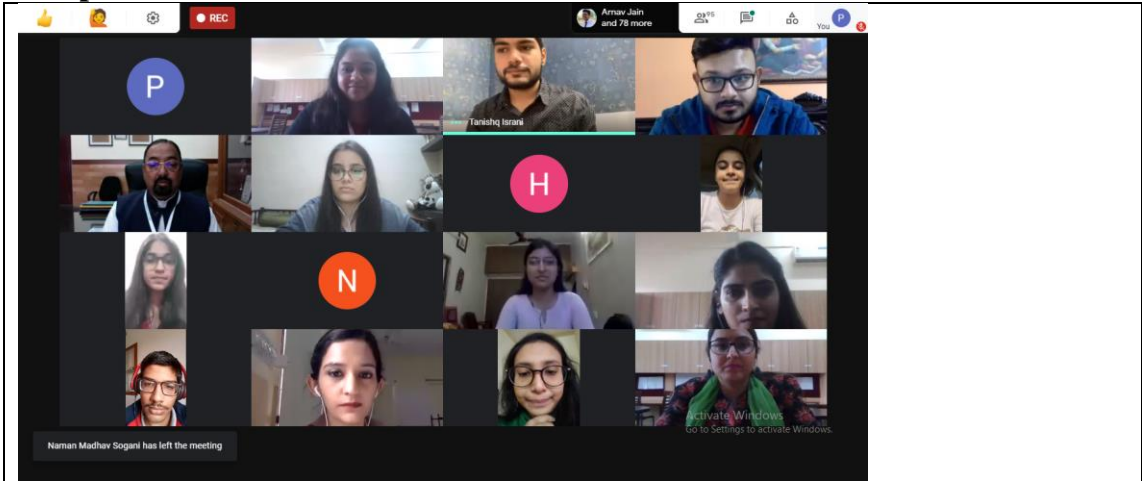 REC
Arnav Jain
and 78 more
95
You
P
P
Tanishq Israni
H
N
Activate Windows
Go to Settings to activate Windows.
Naman Madhav Sogani has left the meeting